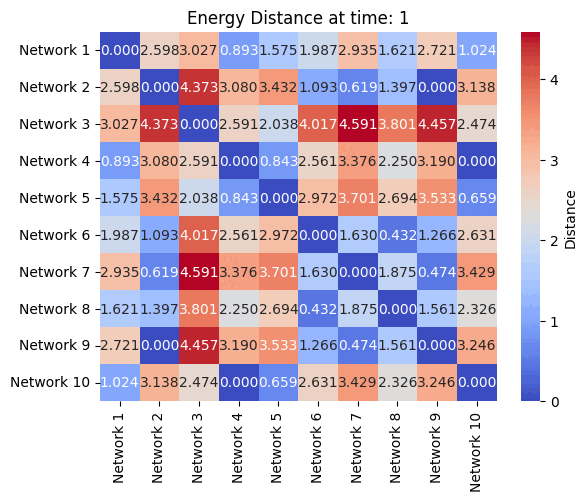 Energy Distance at time: 1
Network 1 0.000 2.598 3.027 0.893 1.575 1.987 2.935 1.621 2.721 1.024
Network 2 2.598 0.000 4.373 3.080 3.432 1.093 0.619 1.397 0.000 3.138
Network 3 3.027 4.373 0.000 2.591 2.038 4.017 4.591 3.801 4.457 2.474
Network 4 0.893 3.080 2.591 0.000 0.843 2.561 3.376 2.250 3.190 0.000
Network 5 1.575 3.432 2.038 0.843 0.000 2.972 3.701 2.694 3.533 0.659
Network 6 1.987 1.093 4.017 2.561 2.972 0.000 1.630 0.432 1.266 2.631
Network 7 2.935 0.619 4.591 3.376 3.701 1.630 0.000 1.875 0.474 3.429
Network 8 1.621 1.397 3.801 2.250 2.694 0.432 1.875 0.000 1.561 2.326
Network 9 2.721 0.000 4.457 3.190 3.533 1.266 0.474 1.561 0.000 3.246
Network 10 1.024 3.138 2.474 0.000 0.659 2.631 3.429 2.326 3.246 0.000
Network 1 Network 2 Network 3 Network 4 Network 5 Network 6 Network 7 Network 8 Network 9 Network 10
4
3
2
1
0
Distance